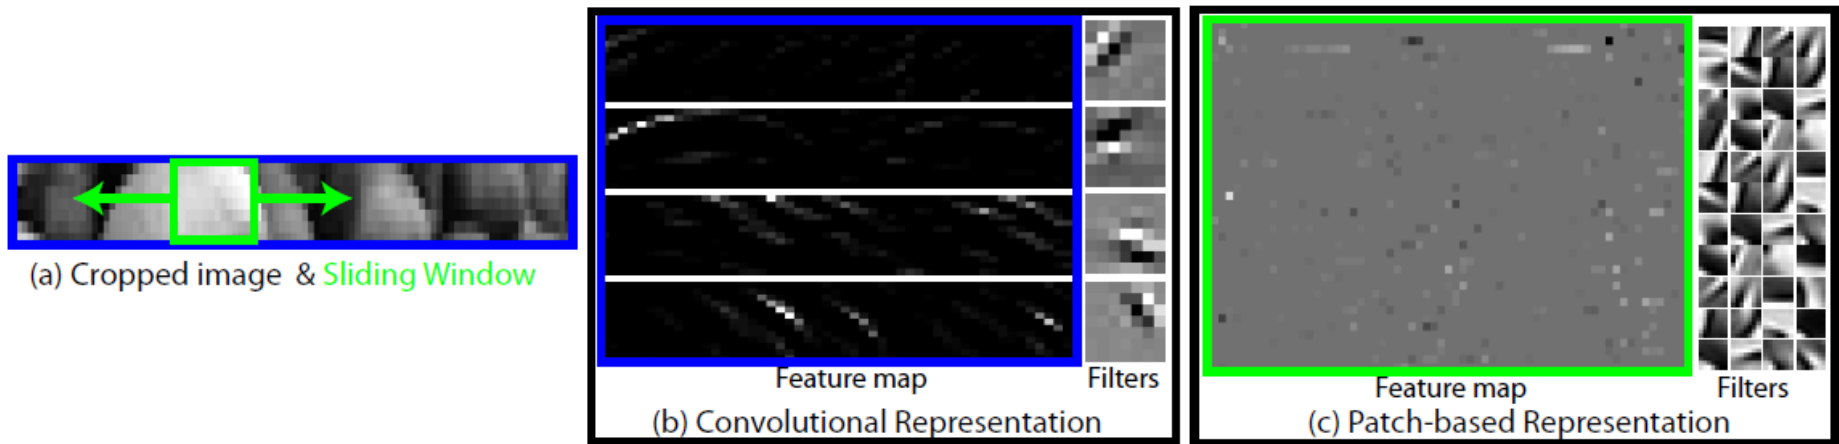 (a) Cropped image & Sliding Window
Feature map
Filters
(b) Convolutional Representation
Feature map
Filters
(c) Patch-based Representation